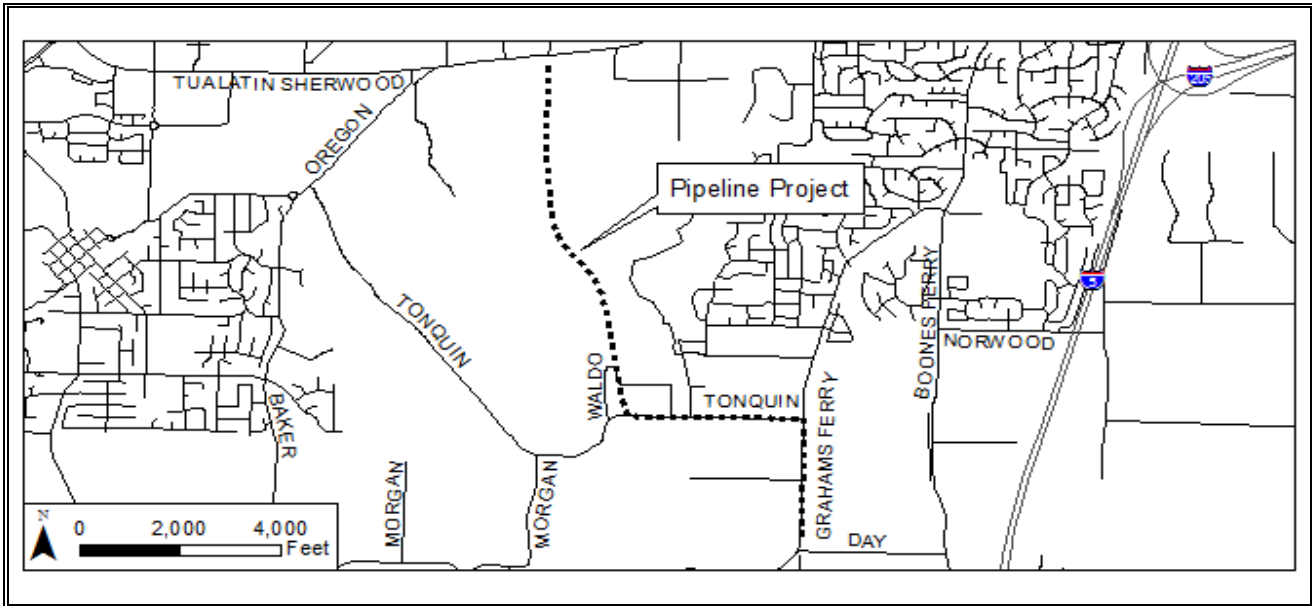 TUALATIN SHERWOOD
205
OREGON
Pipeline Project
BOONES FERRY
5
TONQUIN
NORWOOD
WALDO
TONQUIN
GRAHAMS FERRY
BAKER
MORGAN
MORGAN
DAY
N
0 2,000 4,000
Feet